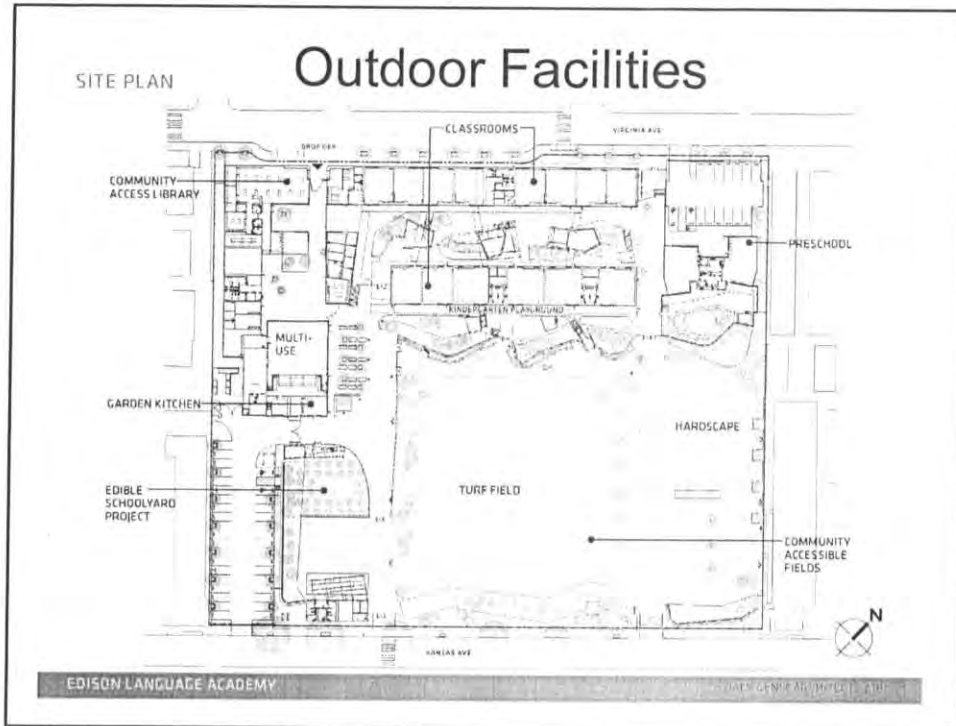 Outdoor Facilities
SITE PLAN
CLASSROOMS
VIRGINIA AVE
DROP OFF
COMMUNITY
ACCESS LIBRARY
PRESCHOOL
KINDERGARTEN PLAYGROUND
MULTI-
USE
GARDEN KITCHEN
HARDSCAPE
EDIBLE
SCHOOLYARD
PROJECT
TURF FIELD
COMMUNITY
ACCESSIBLE
FIELDS
N
KANSAS AVE
EDISON LANGUAGE ACADEMY